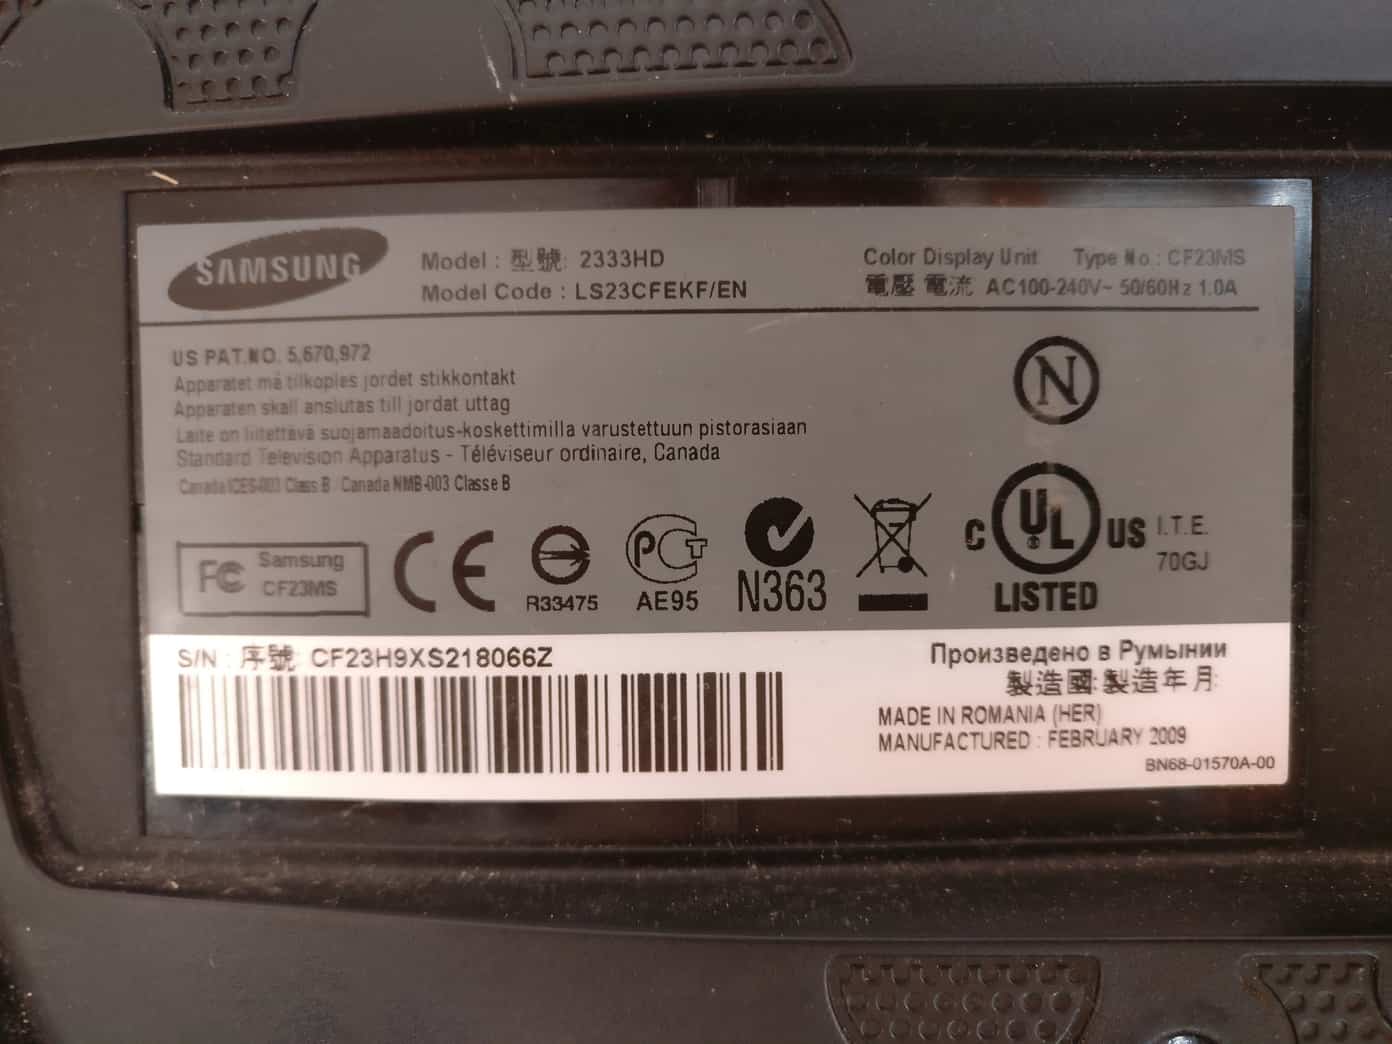 SAMSUNG
Model : 型號: 2333HD
Model Code : LS23CFEKF/EN
Color Display Unit Type No.: CF23MS
電壓 電流 AC100-240V~ 50/60Hz 1.0A
US PAT.NO. 5,670,972
Apparatet må tilkoples jordet stikkontakt
Apparaten skall anslutas till jordat uttag
Laite on liitettävä suojamaadoitus-koskettimilla varustettuun pistorasiaan
Standard Television Apparatus - Téléviseur ordinaire, Canada
Canada ICES-003 Class B / Canada NMB-003 Classe B
N
FC Samsung
CF23MS
CE
R33475
PCT
AE95
N363
C UL US
LISTED
I.T.E.
70GJ
S/N : 序號: CF23H9XS218066Z
Произведено в Румынии
製造國: 製造年月:
MADE IN ROMANIA (HER)
MANUFACTURED : FEBRUARY 2009
BN68-01570A-00